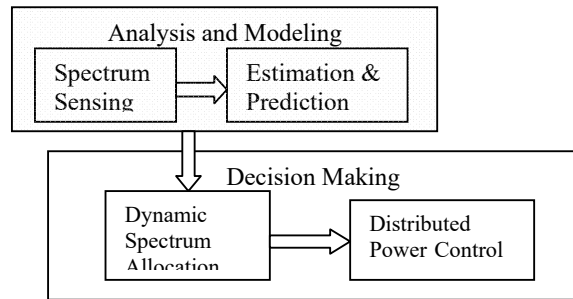 Analysis and Modeling
Spectrum
Sensing
Estimation &
Prediction
Decision Making
Dynamic
Spectrum
Allocation
Distributed
Power Control